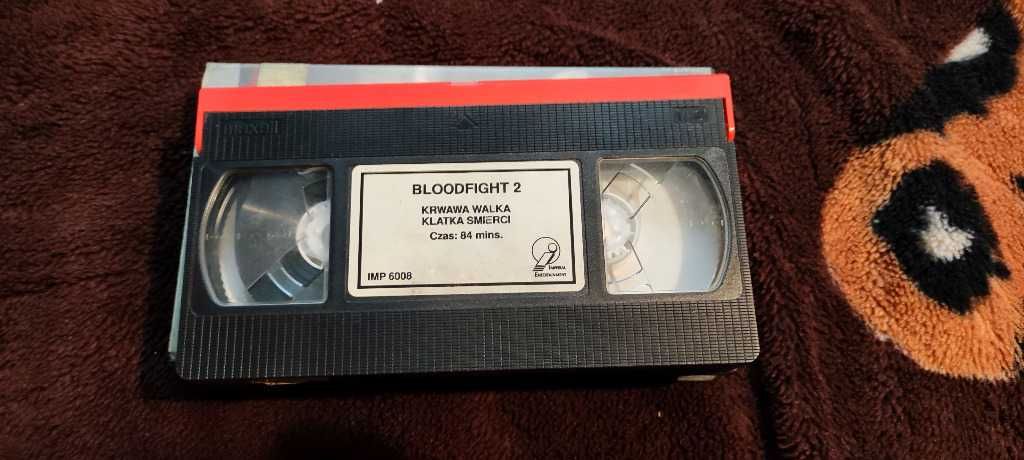 maxell
BLOODFIGHT 2
KRWAWA WALKA
KLATKA SMIERCI
Czas: 84 mins.
IMP 6008
IMPERIAL
ENTERTAINMENT